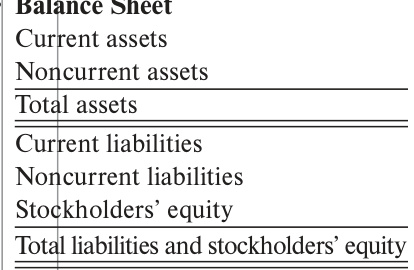 Balance Sheet
Current assets
Noncurrent assets
Total assets
Current liabilities
Noncurrent liabilities
Stockholders’ equity
Total liabilities and stockholders’ equity